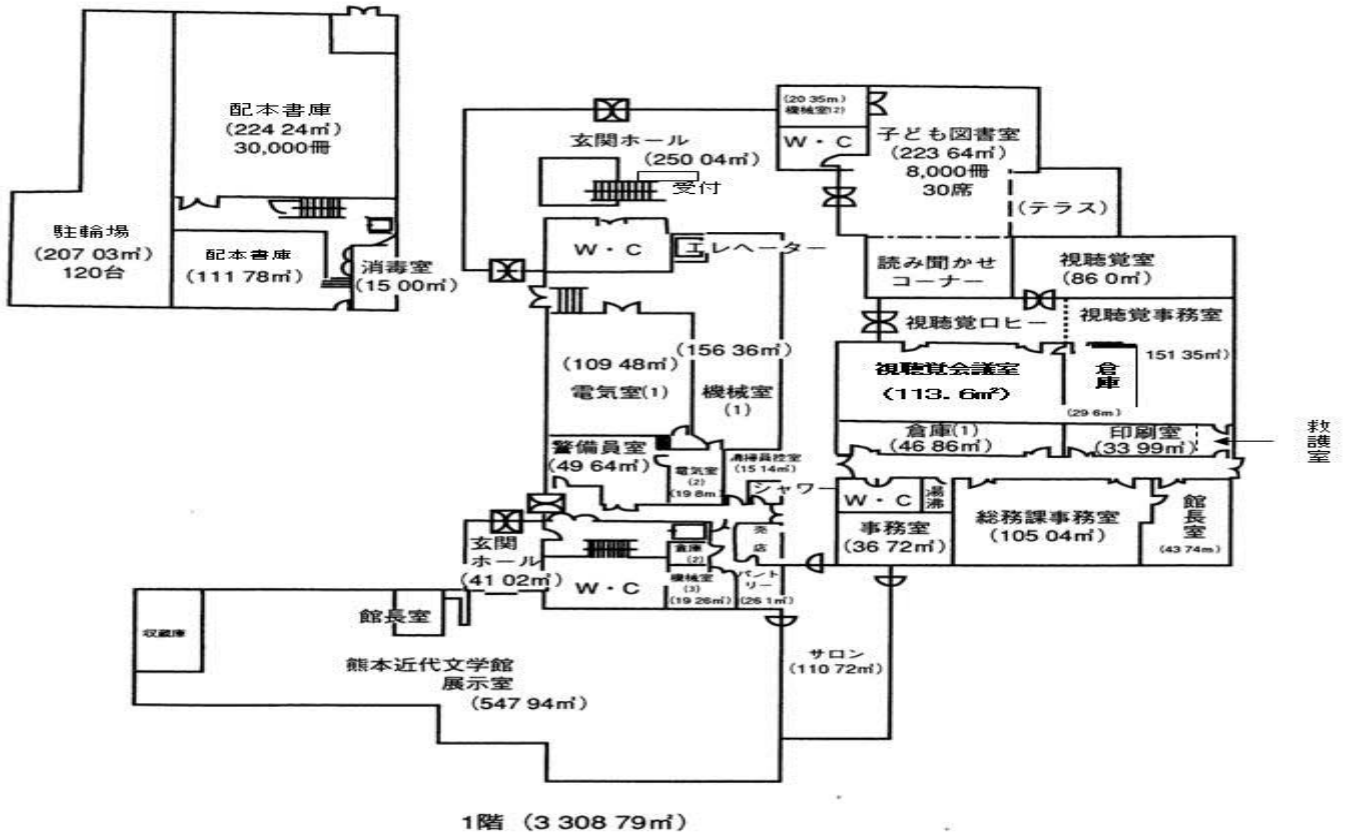 配本書庫
(224 24㎡)
30,000冊
駐輪場
(207 03㎡)
120台
配本書庫
(111 78㎡)
消毒室
(15 00㎡)
玄関ホール
(250 04㎡)
受付
(20 35m)
機械室(2)
W・C
子ども図書室
(223 64㎡)
8,000冊
30席
(テラス)
W・C
エレヘーター
読み聞かせ
コーナー
視聴覚室
(86 0㎡)
視聴覚ロヒー
視聴覚事務室
151 35㎡)
(109 48㎡)
電気室(1)
(156 36㎡)
機械室
(1)
視聴覚会議室
(113. 6㎡)
倉庫
(29 6m)
倉庫(1)
(46 86㎡)
印刷室
(33 99㎡)
救護室
警備員室
(49 64㎡)
電気室
(2)
(19 8m)
清掃員控室
(15 14㎡)
シャワー
W・C
湯沸
事務室
(36 72㎡)
総務課事務室
(105 04㎡)
館長室
(43 74m)
玄関
ホール
(41 02㎡)
W・C
倉庫
(2)
機械室
(3)
(19 26㎡)
売店
パントリー
(26 1㎡)
収蔵庫
館長室
熊本近代文学館
展示室
(547 94㎡)
サロン
(110 72㎡)
1階 (3 308 79㎡)